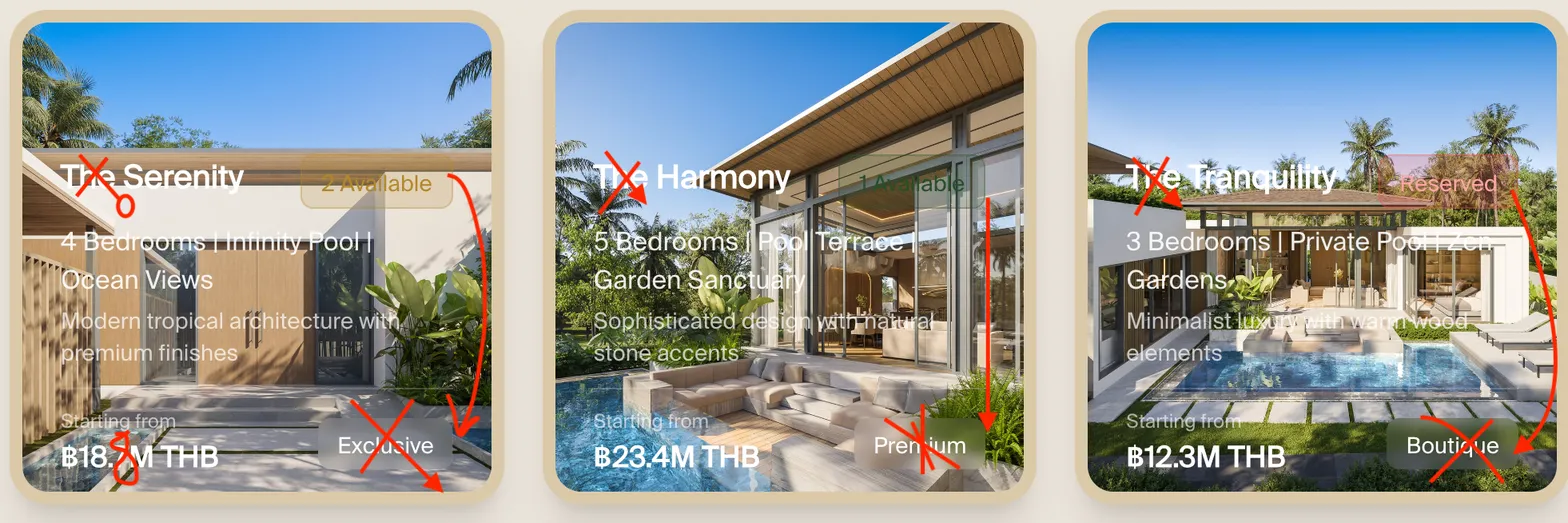 The Serenity
2 Available
4 Bedrooms | Infinity Pool |
Ocean Views
Modern tropical architecture with
premium finishes
Starting from
฿18.7M THB
8
Exclusive
The Harmony
1 Available
5 Bedrooms | Pool Terrace |
Garden Sanctuary
Sophisticated design with natural
stone accents
Starting from
฿23.4M THB
Premium
The Tranquility
Reserved
3 Bedrooms | Private Pool | Zen
Gardens
Minimalist luxury with warm wood
elements
Starting from
฿12.3M THB
Boutique